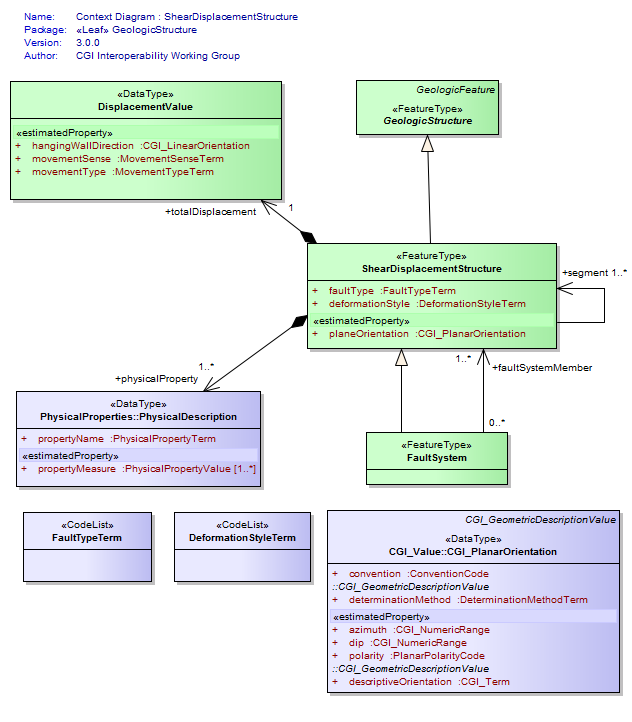 Name: Context Diagram : ShearDisplacementStructure
Package: «Leaf» GeologicStructure
Version: 3.0.0
Author: CGI Interoperability Working Group
«DataType»
DisplacementValue
«estimatedProperty»
+ hangingWallDirection :CGI_LinearOrientation
+ movementSense :MovementSenseTerm
+ movementType :MovementTypeTerm
GeologicFeature
«FeatureType»
GeologicStructure
+totalDisplacement
1
«FeatureType»
ShearDisplacementStructure
+ faultType :FaultTypeTerm
+ deformationStyle :DeformationStyleTerm
«estimatedProperty»
+ planeOrientation :CGI_PlanarOrientation
+segment 1..*
1..*
+physicalProperty
1..*
+faultSystemMember
0..*
«DataType»
PhysicalProperties::PhysicalDescription
+ propertyName :PhysicalPropertyTerm
«estimatedProperty»
+ propertyMeasure :PhysicalPropertyValue [1..*]
«FeatureType»
FaultSystem
«CodeList»
FaultTypeTerm
«CodeList»
DeformationStyleTerm
CGI_GeometricDescriptionValue
«DataType»
CGI_Value::CGI_PlanarOrientation
+ convention :ConventionCode
::CGI_GeometricDescriptionValue
+ determinationMethod :DeterminationMethodTerm
«estimatedProperty»
+ azimuth :CGI_NumericRange
+ dip :CGI_NumericRange
+ polarity :PlanarPolarityCode
::CGI_GeometricDescriptionValue
+ descriptiveOrientation :CGI_Term